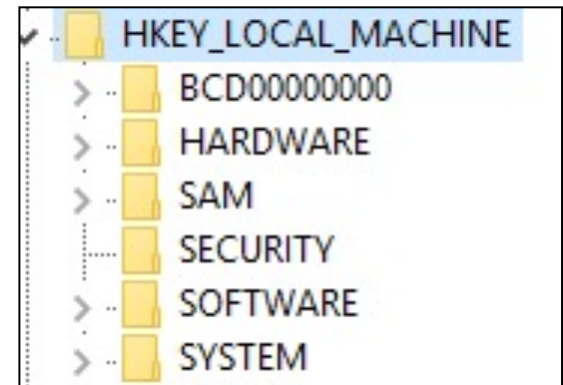 HKEY_LOCAL_MACHINE
BCD00000000
HARDWARE
SAM
SECURITY
SOFTWARE
SYSTEM